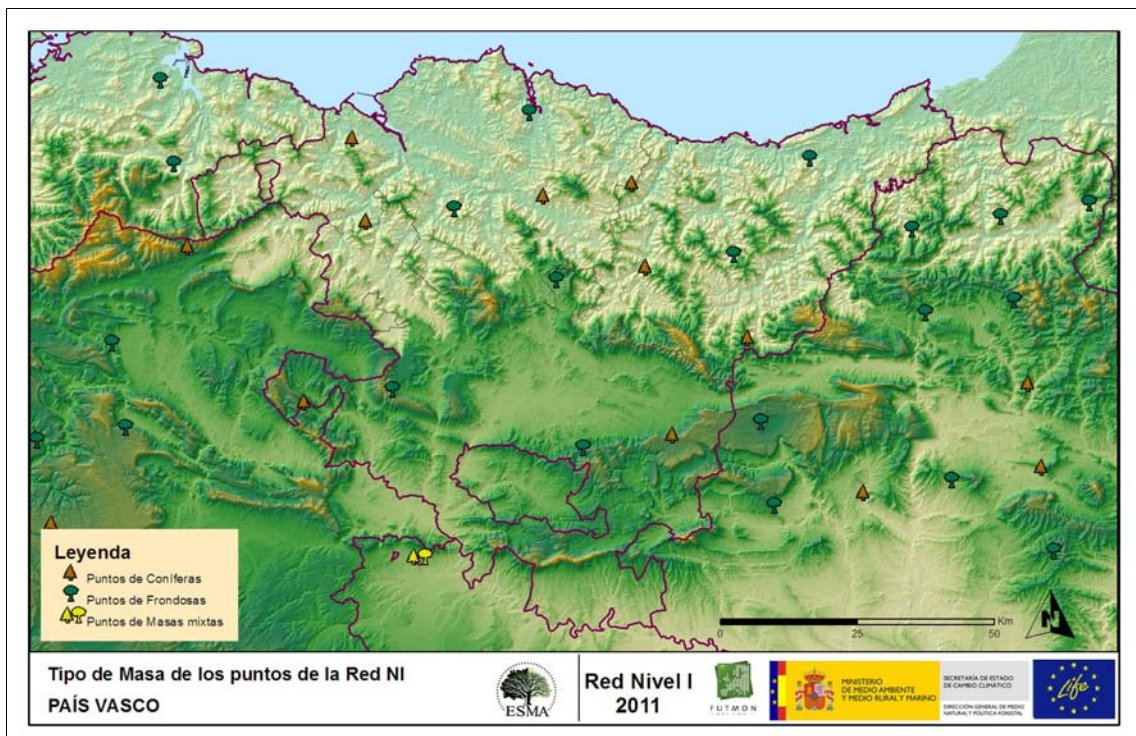 Leyenda
Puntos de Coníferas
Puntos de Frondosas
Puntos de Masas mixtas
Km
0 25 50
N
Tipo de Masa de los puntos de la Red NI
PAÍS VASCO
ESMA
Red Nivel I
2011
FUTMON
MINISTERIO
DE MEDIO AMBIENTE
Y MEDIO RURAL Y MARINO
SECRETARÍA DE ESTADO
DE CAMBIO CLIMÁTICO
DIRECCIÓN GENERAL DE MEDIO
NATURAL Y POLÍTICA FORESTAL
Life